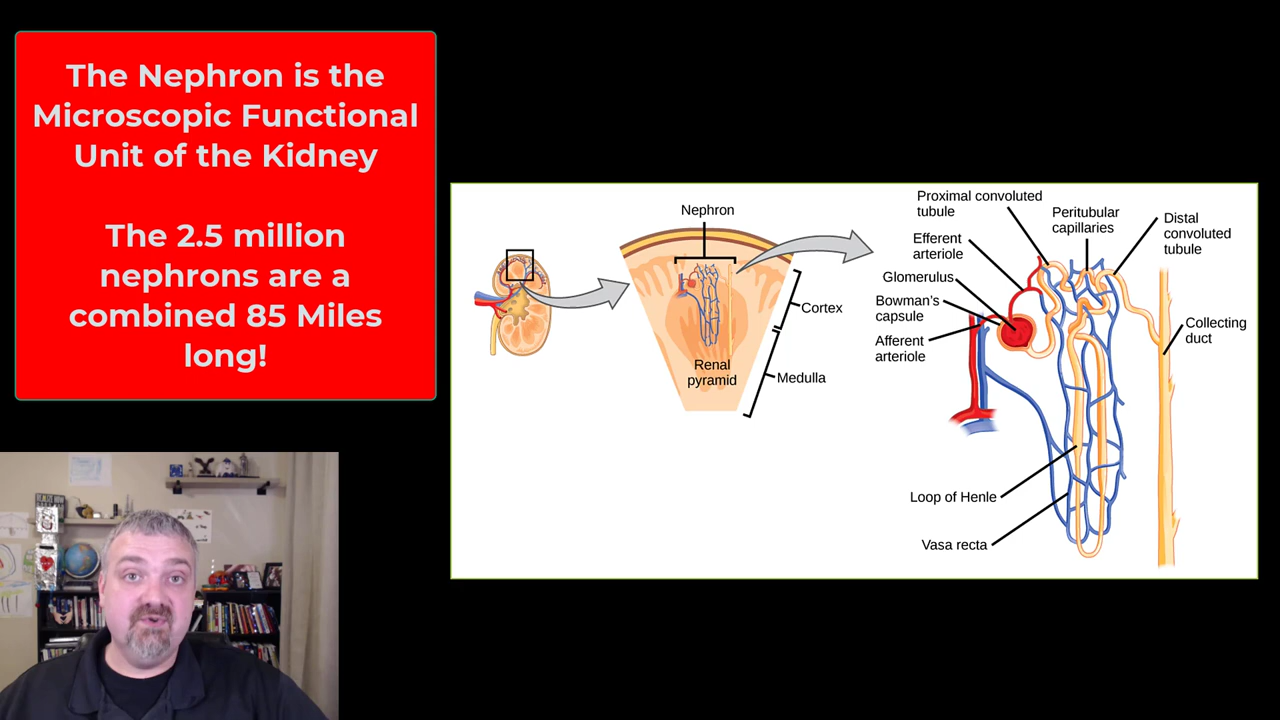 The Nephron is the
Microscopic Functional
Unit of the Kidney
The 2.5 million
nephrons are a
combined 85 Miles
long!
Nephron
Cortex
Renal
pyramid
Medulla
Proximal convoluted
tubule
Peritubular
capillaries
Distal
convoluted
tubule
Efferent
arteriole
Glomerulus
Bowman's
capsule
Afferent
arteriole
Collecting
duct
Loop of Henle
Vasa recta